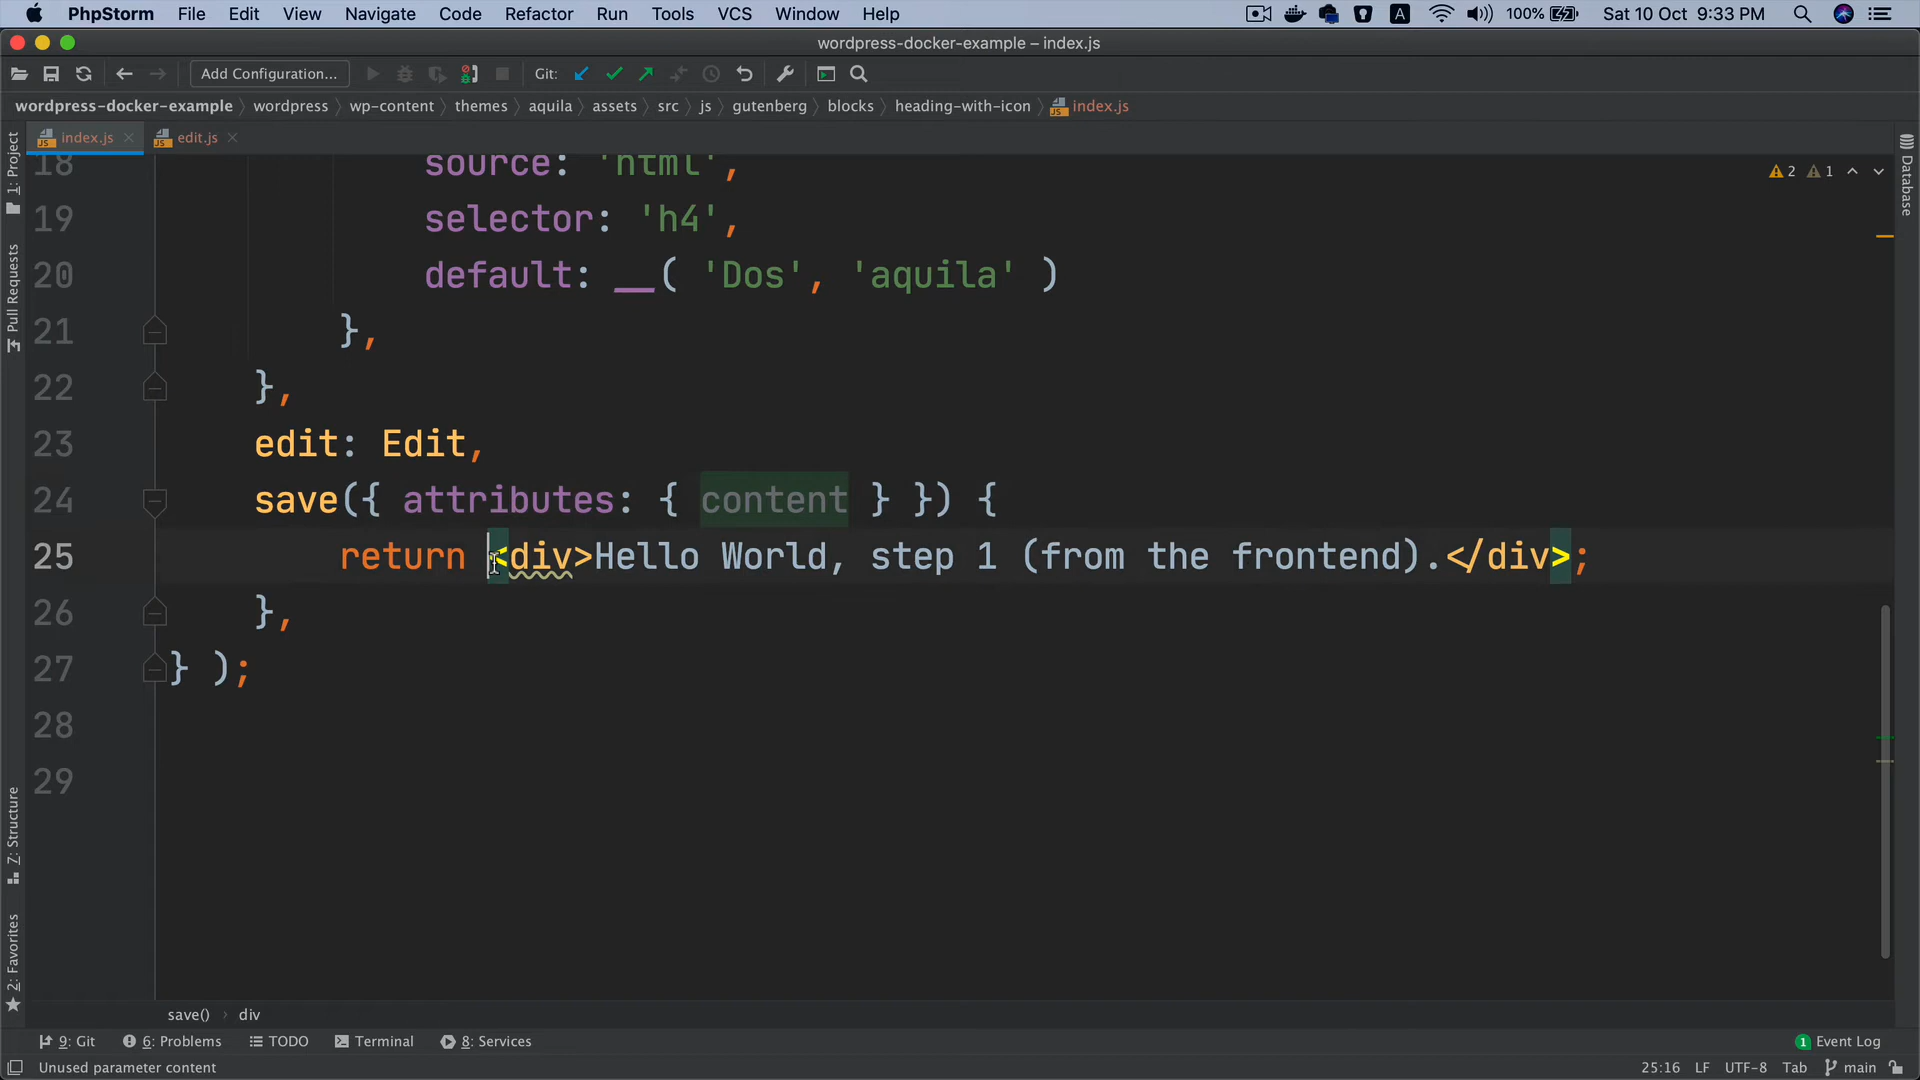 PhpStorm File Edit View Navigate Code Refactor Run Tools VCS Window Help A 100% Sat 10 Oct 9:33 PM
wordpress-docker-example – index.js
Add Configuration... Git:
wordpress-docker-example › wordpress › wp-content › themes › aquila › assets › src › js › gutenberg › blocks › heading-with-icon › index.js
index.js × edit.js ×
1: Project
Pull Requests
7: Structure
2: Favorites
Database
2 1
18 source: 'html',
19 selector: 'h4',
20 default: __( 'Dos', 'aquila' )
21 },
22 },
23 edit: Edit,
24 save({ attributes: { content } }) {
25 return <div>Hello World, step 1 (from the frontend).</div>;
26 },
27 } );
28
29
save() › div
9: Git 6: Problems TODO Terminal 8: Services 1 Event Log
Unused parameter content 25:16 LF UTF-8 Tab main